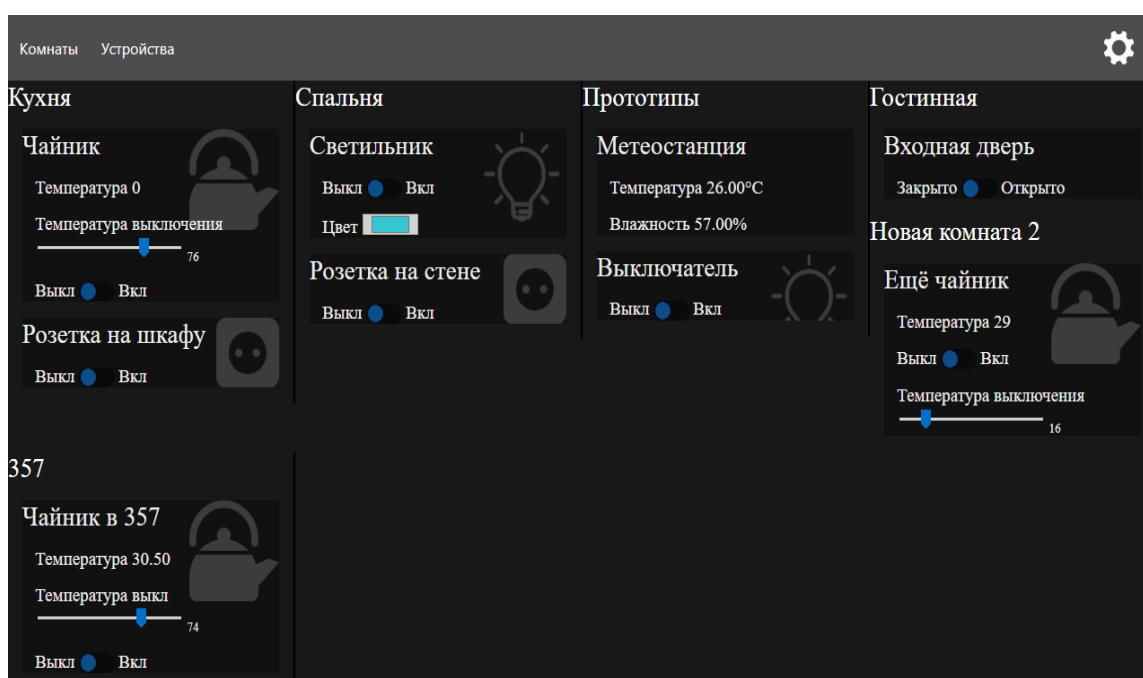 Комнаты Устройства
Кухня
Чайник
Температура 0
Температура выключения
76
Выкл Вкл
Розетка на шкафу
Выкл Вкл
Спальня
Светильник
Выкл Вкл
Цвет
Розетка на стене
Выкл Вкл
Прототипы
Метеостанция
Температура 26.00°C
Влажность 57.00%
Выключатель
Выкл Вкл
Гостинная
Входная дверь
Закрыто Открыто
Новая комната 2
Ещё чайник
Температура 29
Выкл Вкл
Температура выключения
16
357
Чайник в 357
Температура 30.50
Температура выкл
74
Выкл Вкл